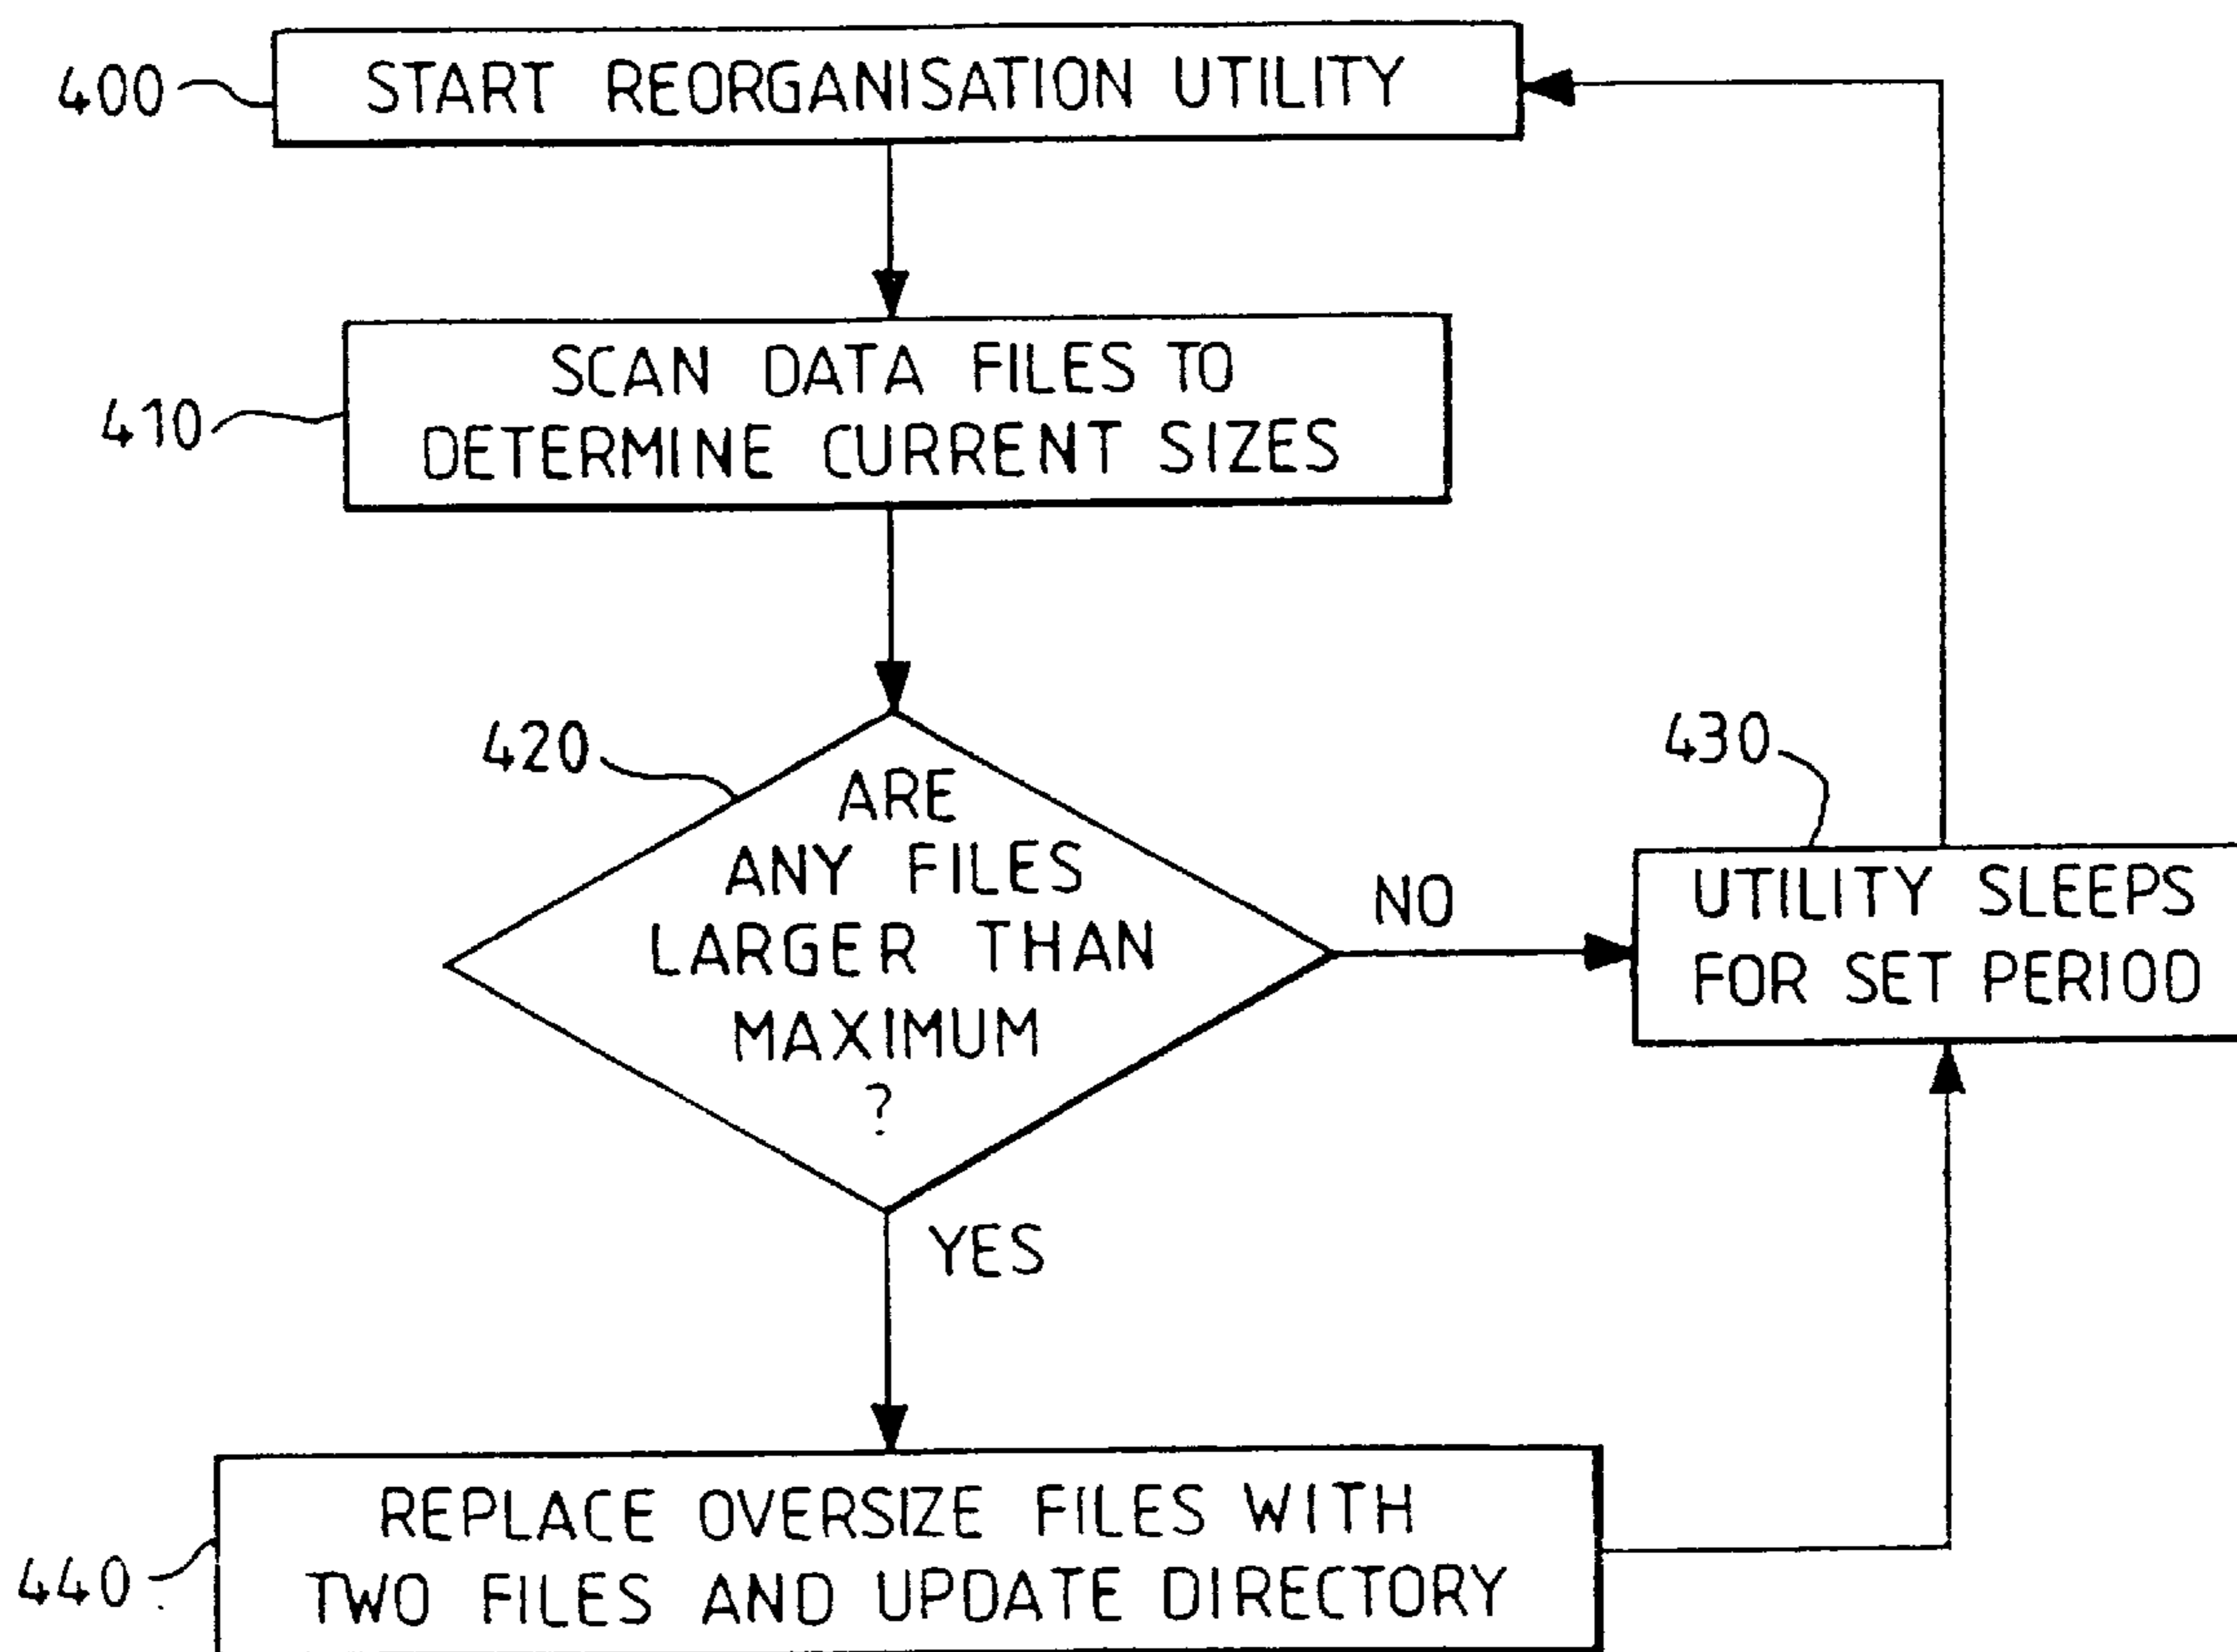 400
START REORGANISATION UTILITY
410
SCAN DATA FILES TO
DETERMINE CURRENT SIZES
420
ARE
ANY FILES
LARGER THAN
MAXIMUM
?
NO
430
UTILITY SLEEPS
FOR SET PERIOD
YES
440
REPLACE OVERSIZE FILES WITH
TWO FILES AND UPDATE DIRECTORY